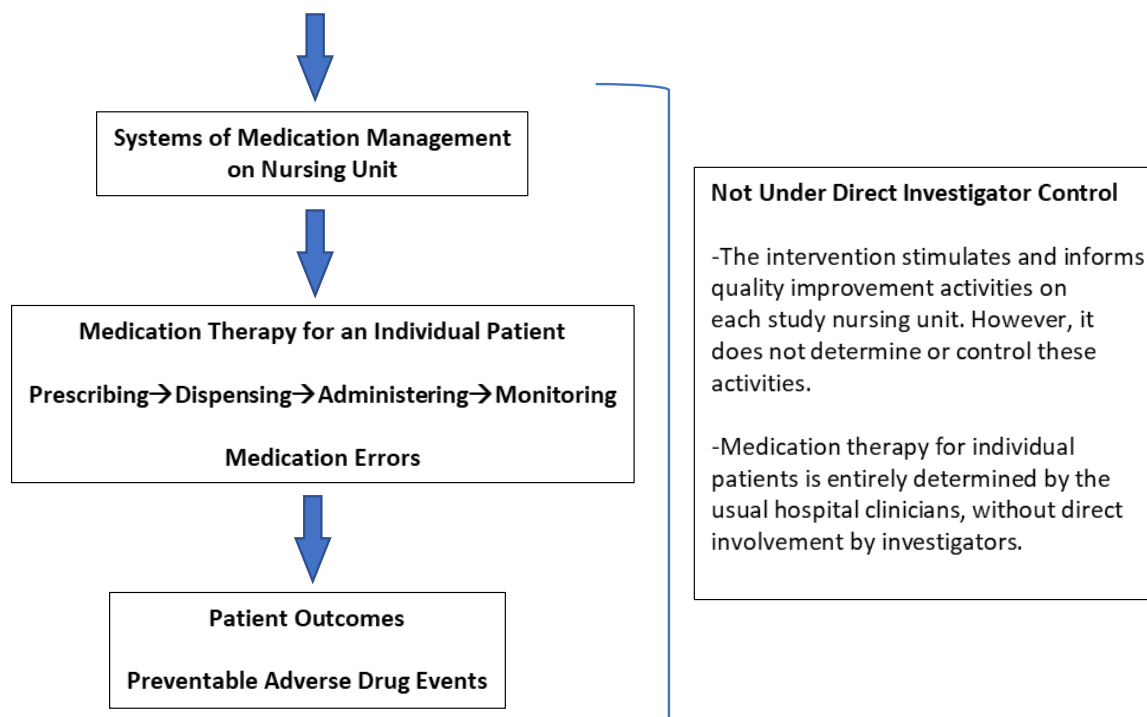 Systems of Medication Management
on Nursing Unit
Medication Therapy for an Individual Patient
Prescribing→Dispensing→Administering→Monitoring
Medication Errors
Patient Outcomes
Preventable Adverse Drug Events
Not Under Direct Investigator Control
-The intervention stimulates and informs
quality improvement activities on
each study nursing unit. However, it
does not determine or control these
activities.
-Medication therapy for individual
patients is entirely determined by the
usual hospital clinicians, without direct
involvement by investigators.